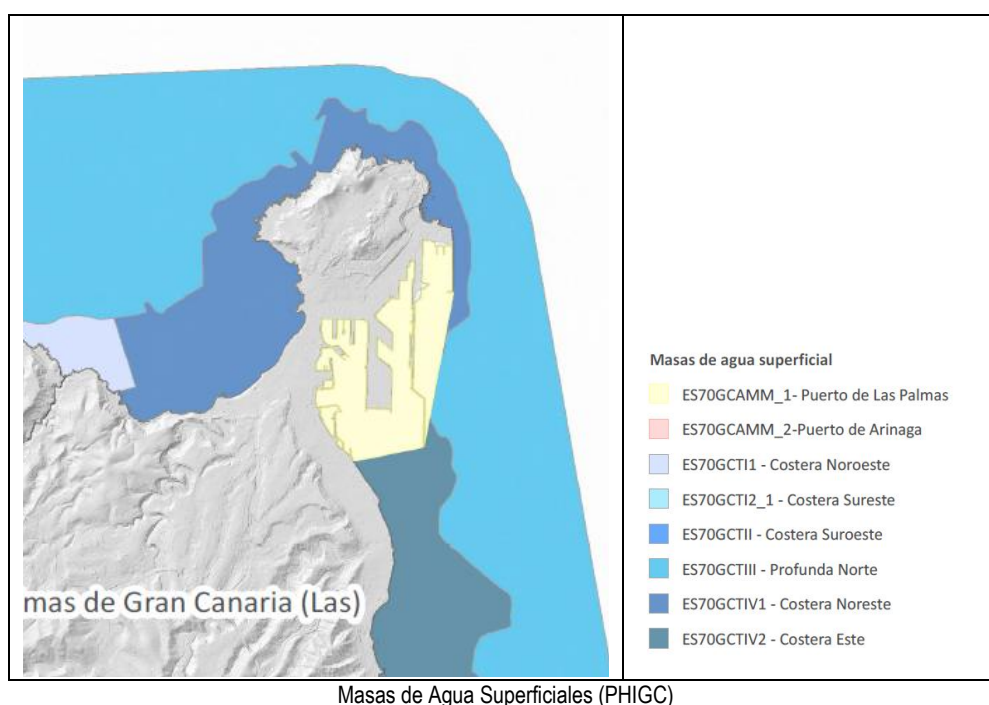 mas de Gran Canaria (Las)
Masas de agua superficial
ES70GCAMM_1- Puerto de Las Palmas
ES70GCAMM_2-Puerto de Arinaga
ES70GCTI1 - Costera Noroeste
ES70GCTI2_1 - Costera Sureste
ES70GCTII - Costera Suroeste
ES70GCTIII - Profunda Norte
ES70GCTIV1 - Costera Noreste
ES70GCTIV2 - Costera Este
Masas de Agua Superficiales (PHIGC)